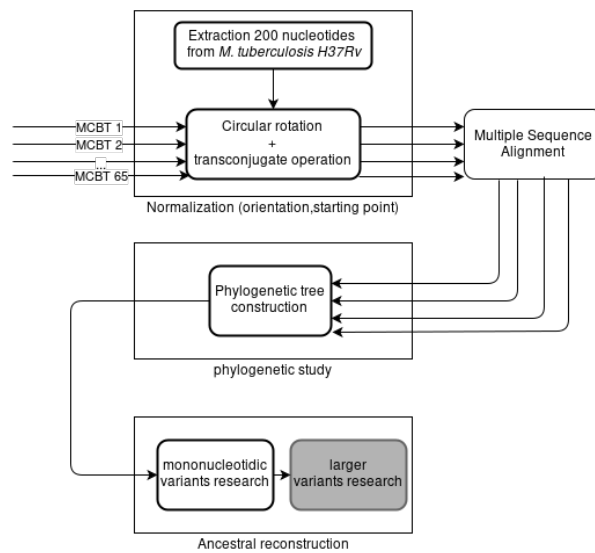 Extraction 200 nucleotides
from M. tuberculosis H37Rv
MCBT 1
MCBT 2
...
MCBT 65
Circular rotation
+
transconjugate operation
Multiple Sequence
Alignment
Normalization (orientation,starting point)
Phylogenetic tree
construction
phylogenetic study
mononucleotidic
variants research
larger
variants research
Ancestral reconstruction